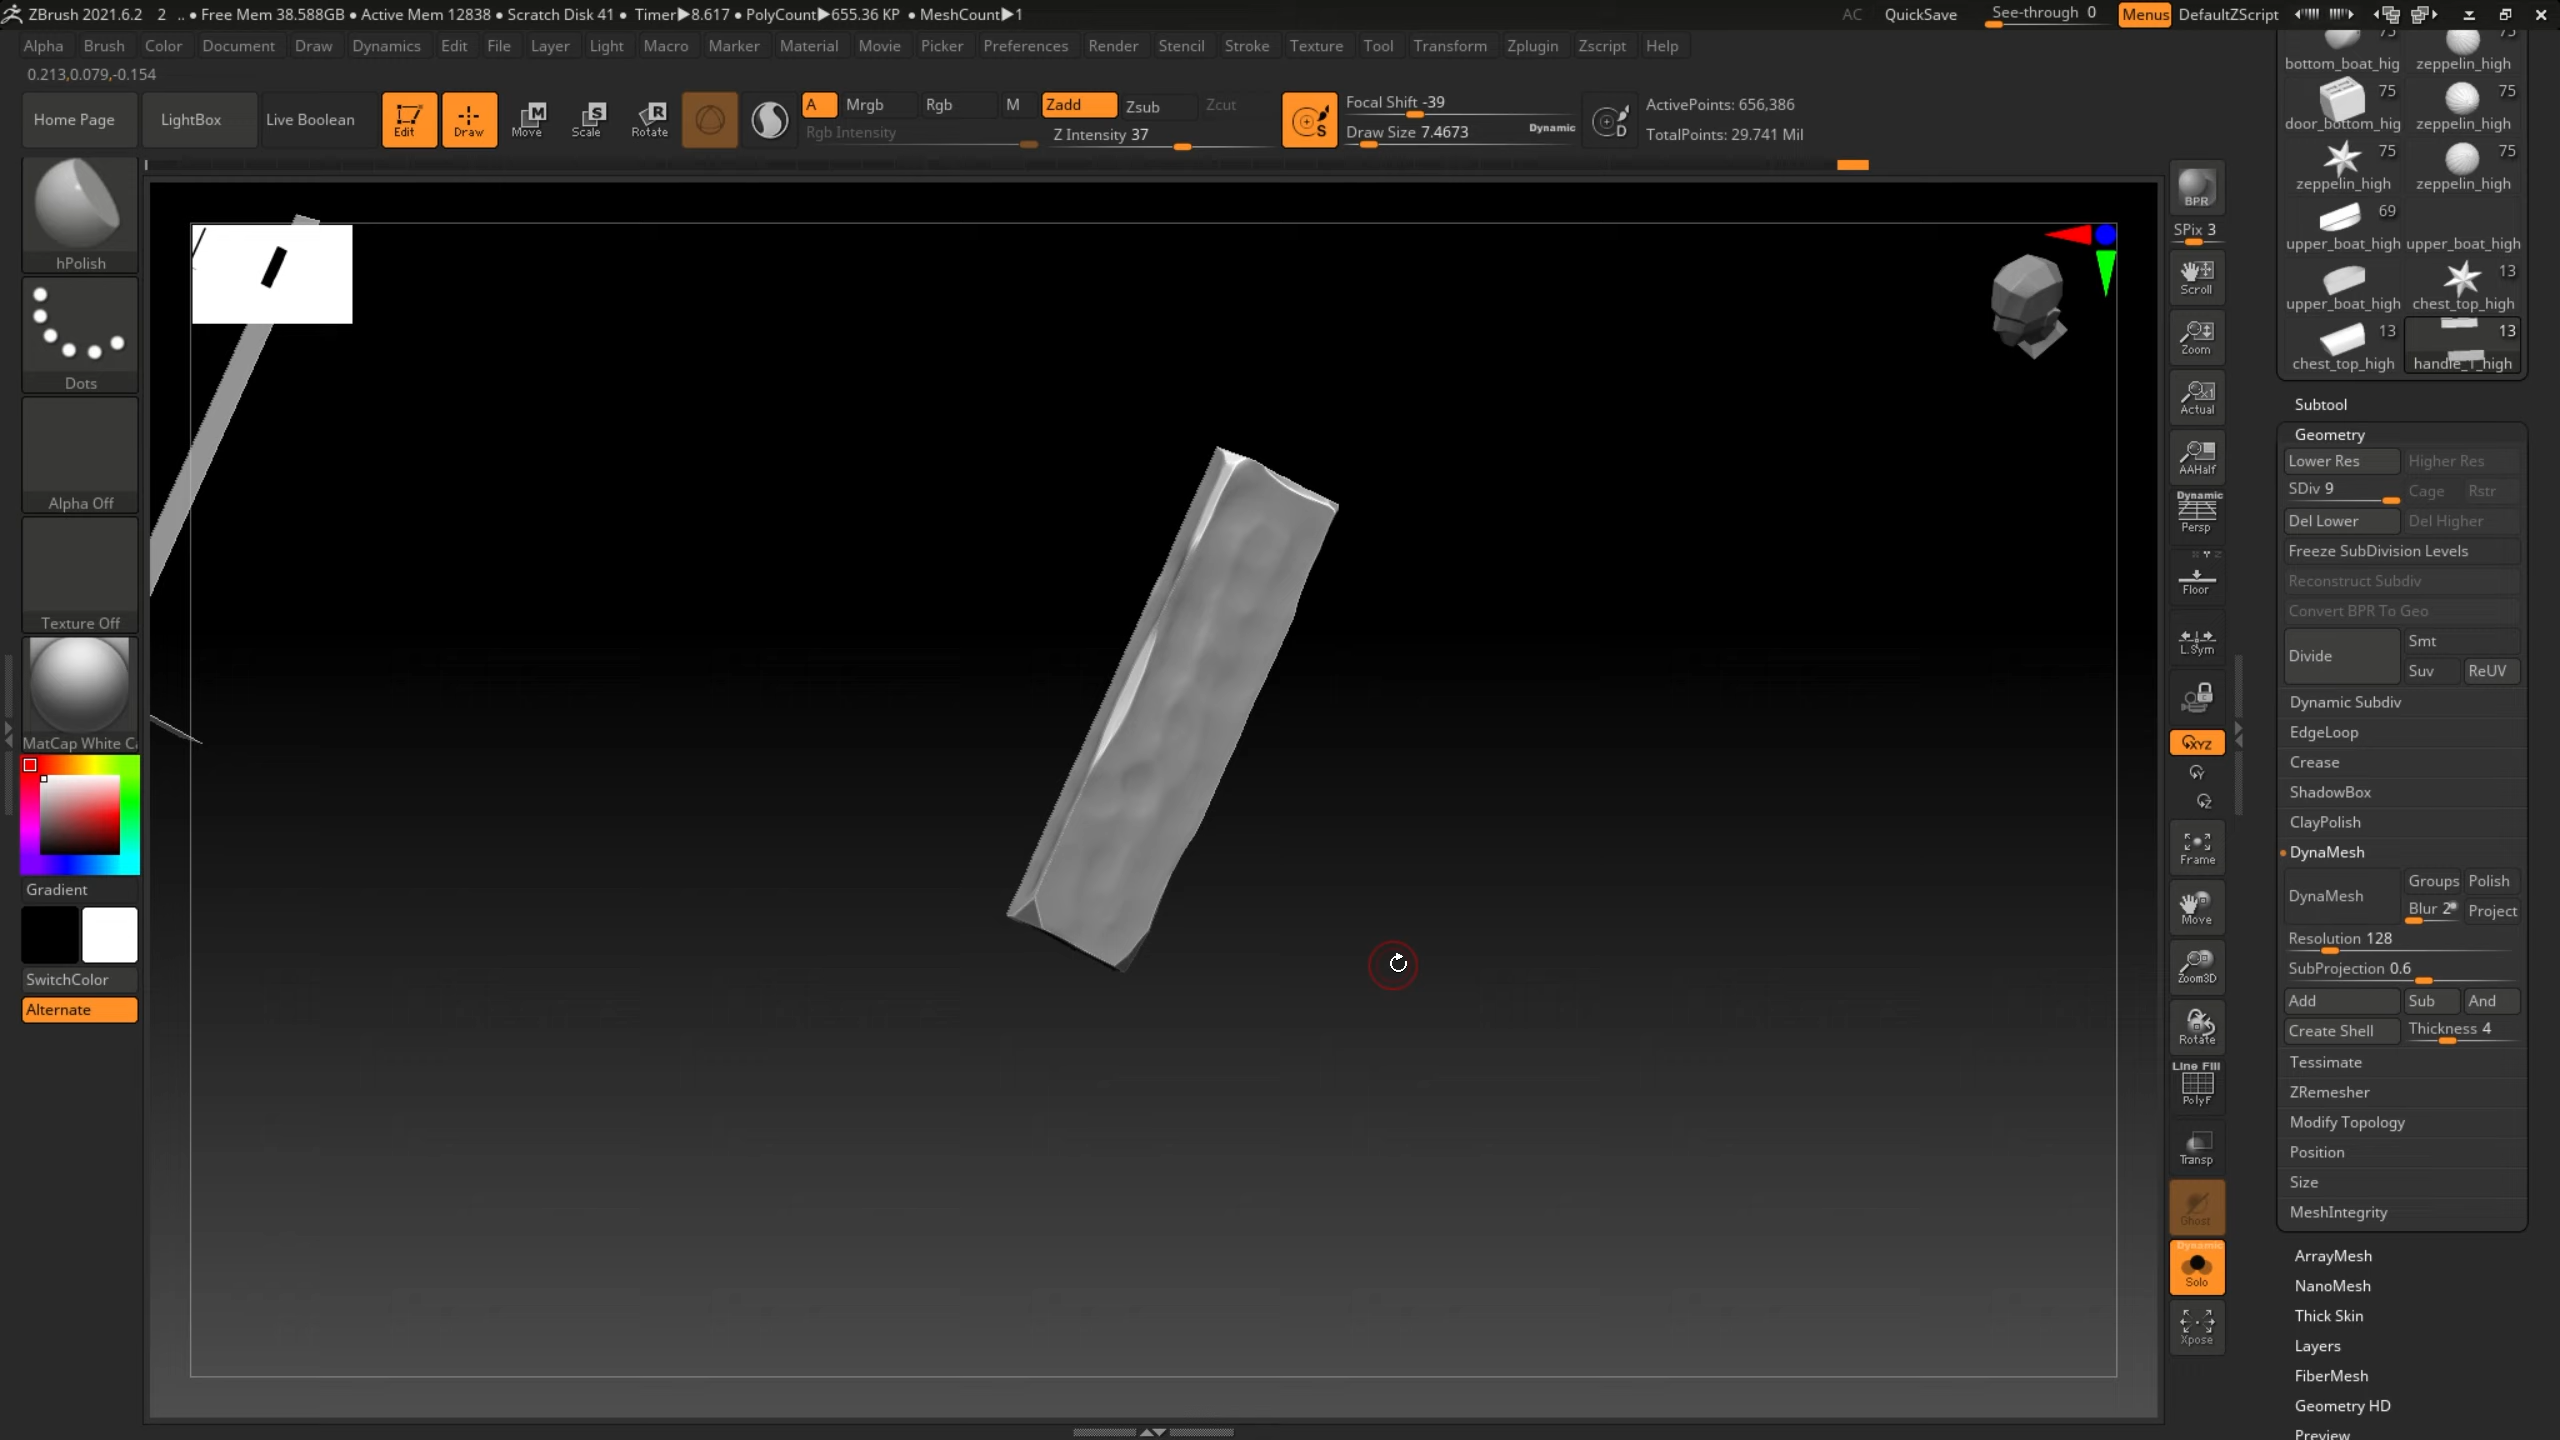 ZBrush 2021.6.2 2 .. ● Free Mem 38.588GB ● Active Mem 12838 ● Scratch Disk 41 ● Timer▶8.617 ● PolyCount▶655.36 KP ● MeshCount▶1
AC QuickSave See-through 0 Menus DefaultZScript
Alpha Brush Color Document Draw Dynamics Edit File Layer Light Macro Marker Material Movie Picker Preferences Render Stencil Stroke Texture Tool Transform Zplugin Zscript Help
0.213,0.079,-0.154
Home Page LightBox Live Boolean Edit Draw Move Scale Rotate
A Mrgb Rgb M Zadd Zsub Zcut
Rgb Intensity Z Intensity 37
Focal Shift -39
Draw Size 7.4673 Dynamic
ActivePoints: 656,386
TotalPoints: 29.741 Mil
hPolish
Dots
Alpha Off
Texture Off
MatCap White C
Gradient
SwitchColor
Alternate
BPR
SPix 3
Scroll
Zoom
Actual
AAHalf
Dynamic
Persp
Floor
L.Sym
XYZ
Y
Z
Frame
Move
Zoom3D
Rotate
Line Fill
PolyF
Transp
Ghost
Dynamic
Solo
Xpose
75 75
bottom_boat_hig zeppelin_high
75 75
door_bottom_hig zeppelin_high
75 75
zeppelin_high zeppelin_high
69
upper_boat_high upper_boat_high
13
upper_boat_high chest_top_high
13 13
chest_top_high handle_1_high
Subtool
Geometry
Lower Res Higher Res
SDiv 9 Cage Rstr
Del Lower Del Higher
Freeze SubDivision Levels
Reconstruct Subdiv
Convert BPR To Geo
Divide Smt
Suv ReUV
Dynamic Subdiv
EdgeLoop
Crease
ShadowBox
ClayPolish
DynaMesh
DynaMesh Groups Polish
Blur 2 Project
Resolution 128
SubProjection 0.6
Add Sub And
Create Shell Thickness 4
Tessimate
ZRemesher
Modify Topology
Position
Size
MeshIntegrity
ArrayMesh
NanoMesh
Thick Skin
Layers
FiberMesh
Geometry HD
Preview